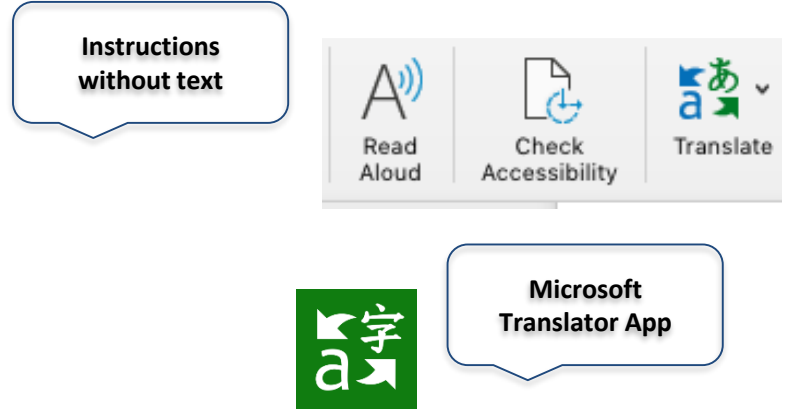 Instructions
without text
A
Read
Aloud
Check
Accessibility
あ
a
Translate
Microsoft
Translator App
字
a